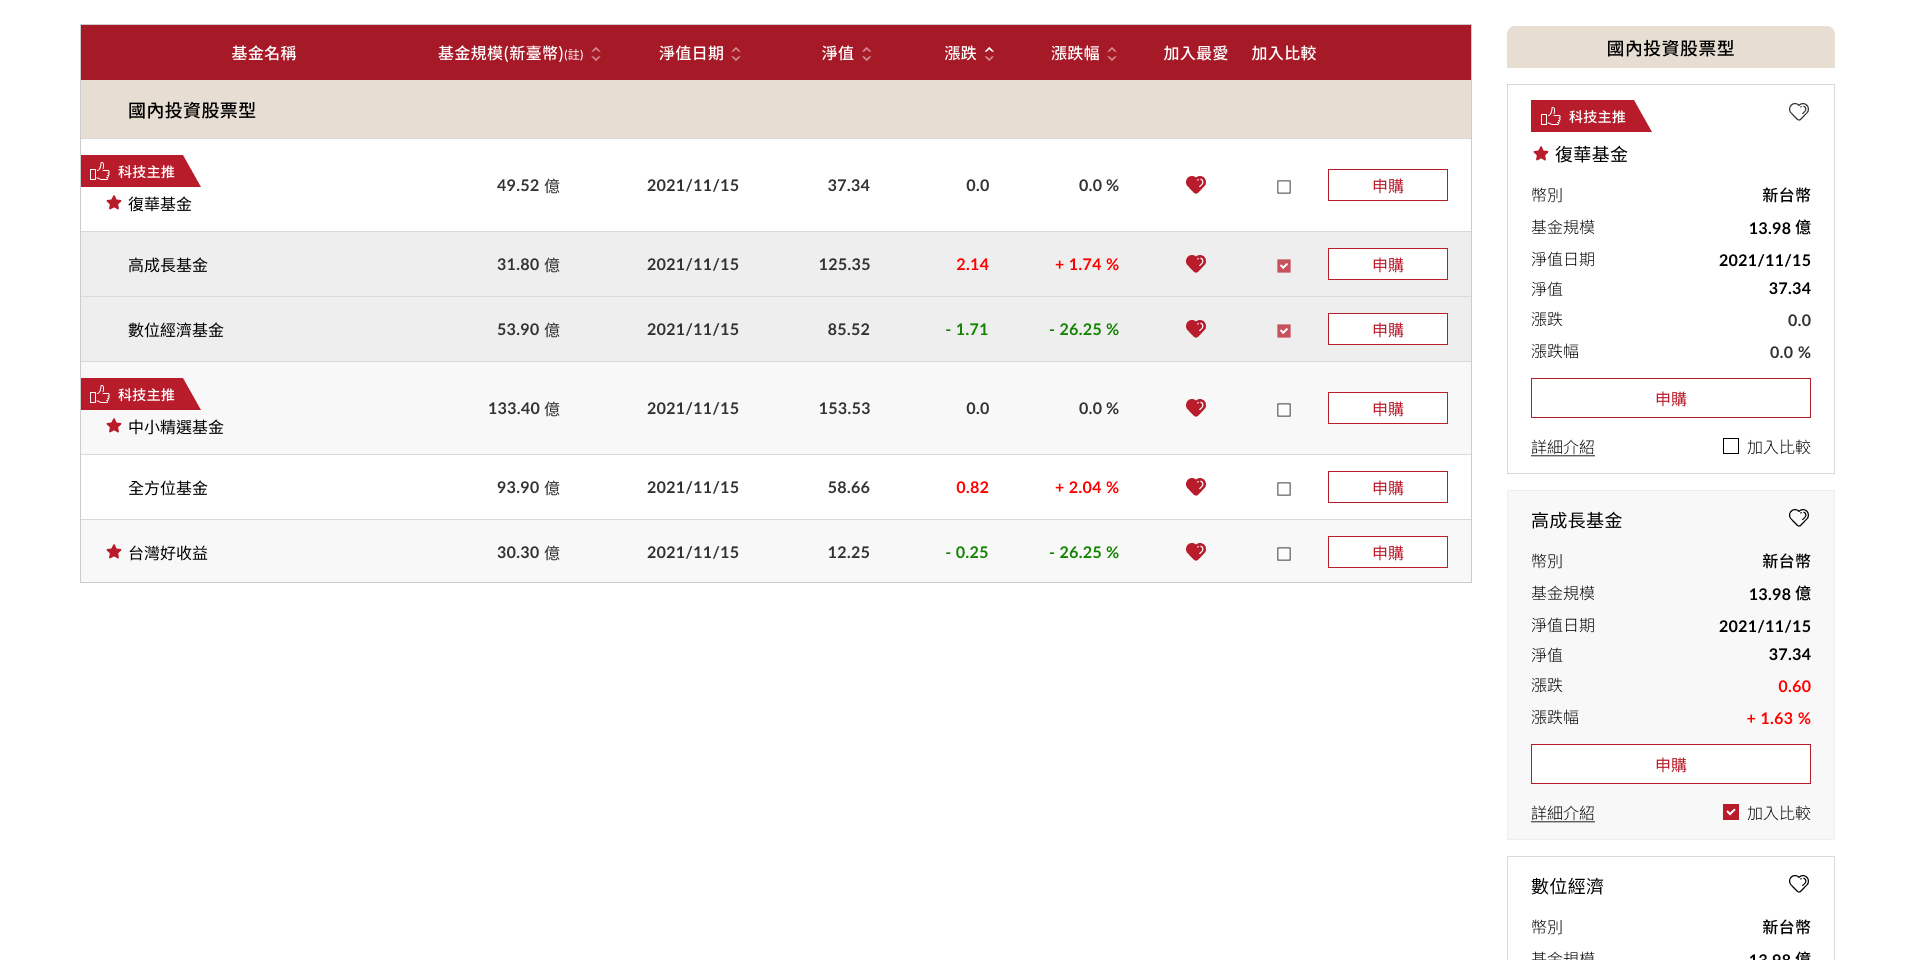 基金名稱 基金規模(新臺幣)(註) 淨值日期 淨值 漲跌 漲跌幅 加入最愛 加入比較
國內投資股票型
科技主推
復華基金 49.52 億 2021/11/15 37.34 0.0 0.0 % 申購
高成長基金 31.80 億 2021/11/15 125.35 2.14 + 1.74 % 申購
數位經濟基金 53.90 億 2021/11/15 85.52 - 1.71 - 26.25 % 申購
科技主推
中小精選基金 133.40 億 2021/11/15 153.53 0.0 0.0 % 申購
全方位基金 93.90 億 2021/11/15 58.66 0.82 + 2.04 % 申購
台灣好收益 30.30 億 2021/11/15 12.25 - 0.25 - 26.25 % 申購
國內投資股票型
科技主推
復華基金
幣別 新台幣
基金規模 13.98 億
淨值日期 2021/11/15
淨值 37.34
漲跌 0.0
漲跌幅 0.0 %
申購
詳細介紹 加入比較
高成長基金
幣別 新台幣
基金規模 13.98 億
淨值日期 2021/11/15
淨值 37.34
漲跌 0.60
漲跌幅 + 1.63 %
申購
詳細介紹 加入比較
數位經濟
幣別 新台幣
基金規模 13.98 億